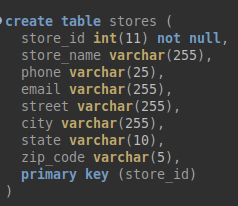 create table stores (
store_id int(11) not null,
store_name varchar(255),
phone varchar(25),
email varchar(255),
street varchar(255),
city varchar(255),
state varchar(10),
zip_code varchar(5),
primary key (store_id)
)